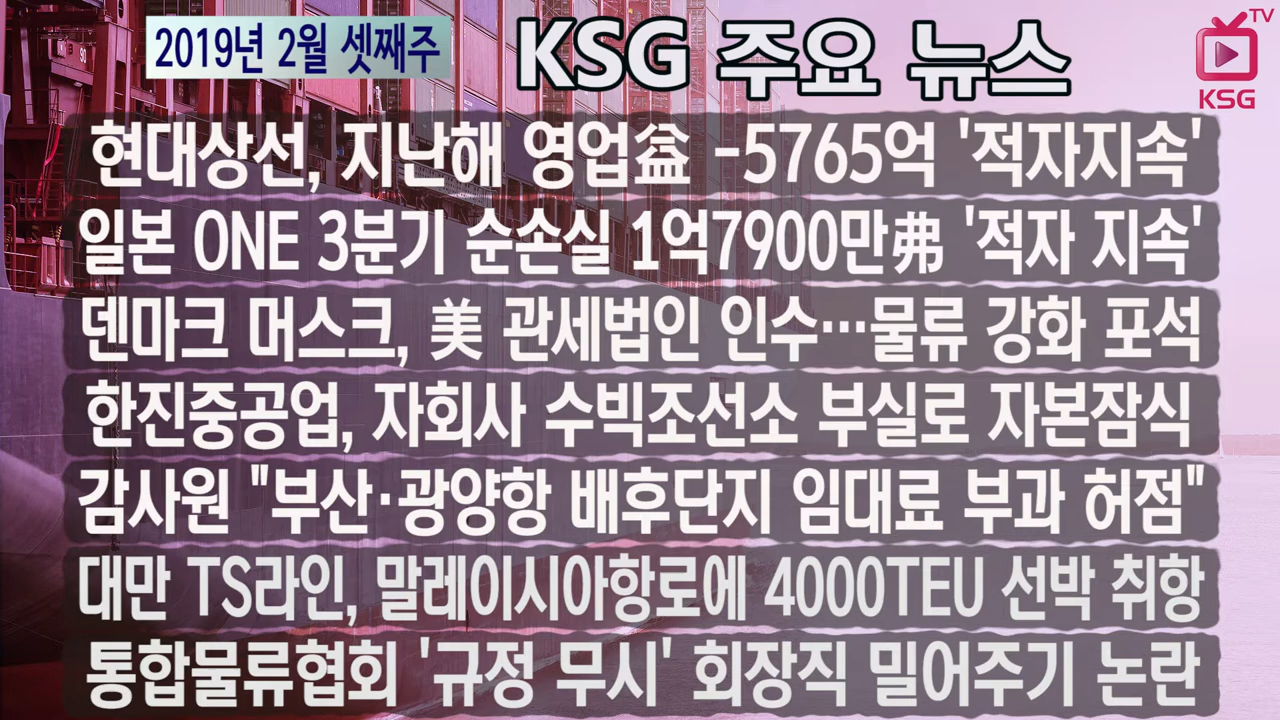 2019년 2월 셋째주
KSG 주요 뉴스
TV
KSG
현대상선, 지난해 영업益 -5765억 '적자지속'
일본 ONE 3분기 순손실 1억7900만弗 '적자 지속'
덴마크 머스크, 美 관세법인 인수…물류 강화 포석
한진중공업, 자회사 수빅조선소 부실로 자본잠식
감사원 "부산·광양항 배후단지 임대료 부과 허점"
대만 TS라인, 말레이시아항로에 4000TEU 선박 취항
통합물류협회 '규정 무시' 회장직 밀어주기 논란